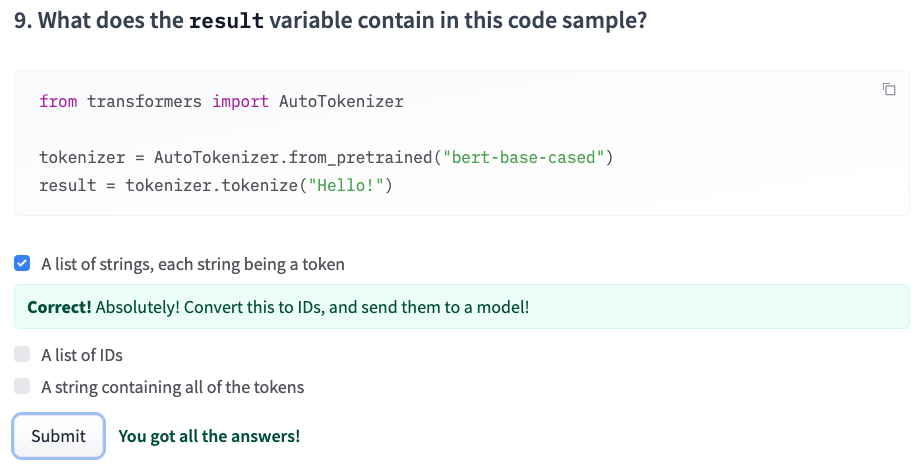 9. What does the result variable contain in this code sample?
from transformers import AutoTokenizer
tokenizer = AutoTokenizer.from_pretrained("bert-base-cased")
result = tokenizer.tokenize("Hello!")
A list of strings, each string being a token
Correct! Absolutely! Convert this to IDs, and send them to a model!
A list of IDs
A string containing all of the tokens
Submit You got all the answers!